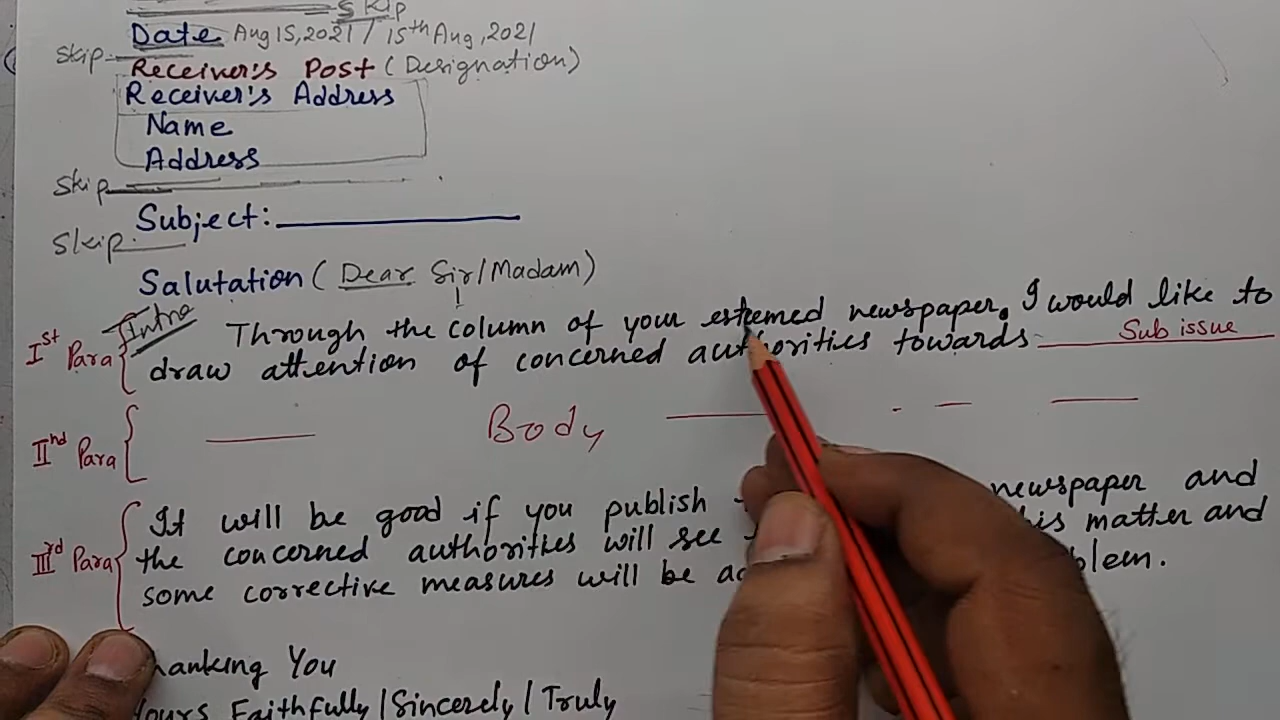 Skip
Date Aug 15, 2021 / 15th Aug, 2021
Skip
Receiver's Post (Designation)
Receiver's Address
Name
Address
Skip
Subject:
Skip
Salutation (Dear Sir/Madam)
Ist Para Intro Through the column of your esteemed newspaper. I would like to
draw attention of concerned authorities towards Sub issue
IInd Para Body
IIIrd Para It will be good if you publish newspaper and
the concerned authorities will see this matter and
some corrective measures will be
Thanking You
Yours Faithfully/Sincerely/Truly